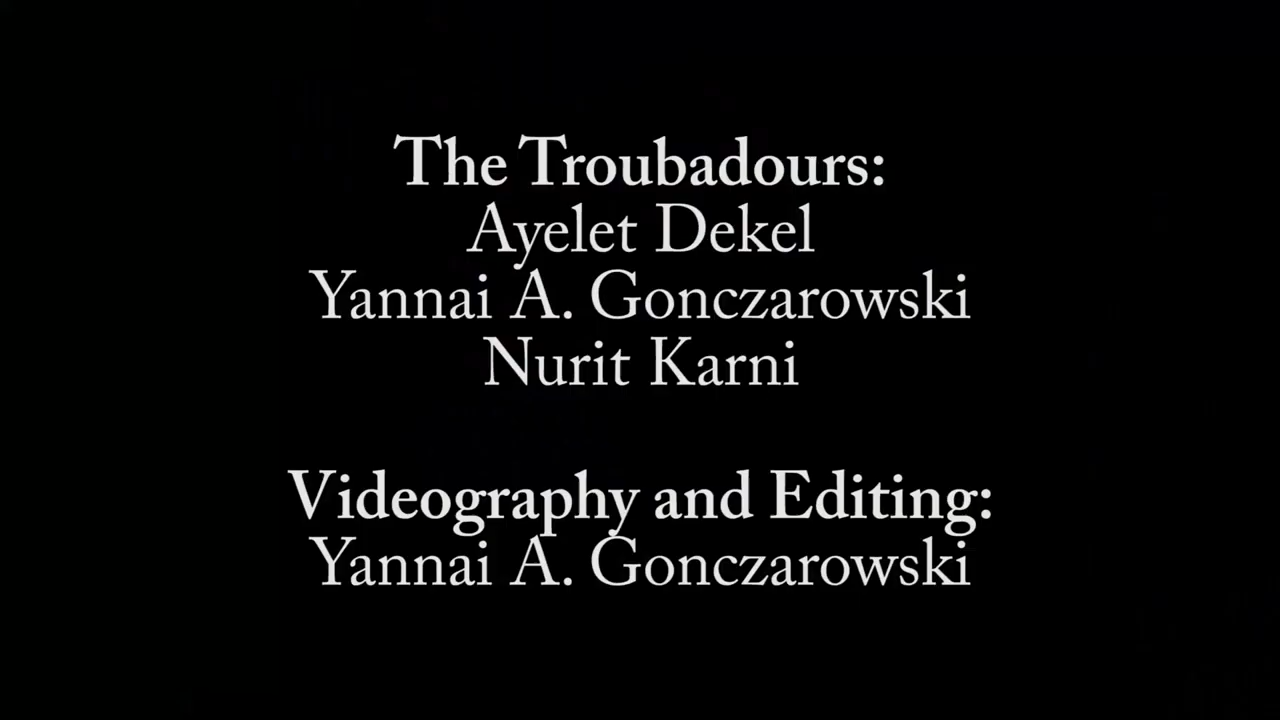 The Troubadours:
Ayelet Dekel
Yannai A. Gonczarowski
Nurit Karni
Videography and Editing:
Yannai A. Gonczarowski